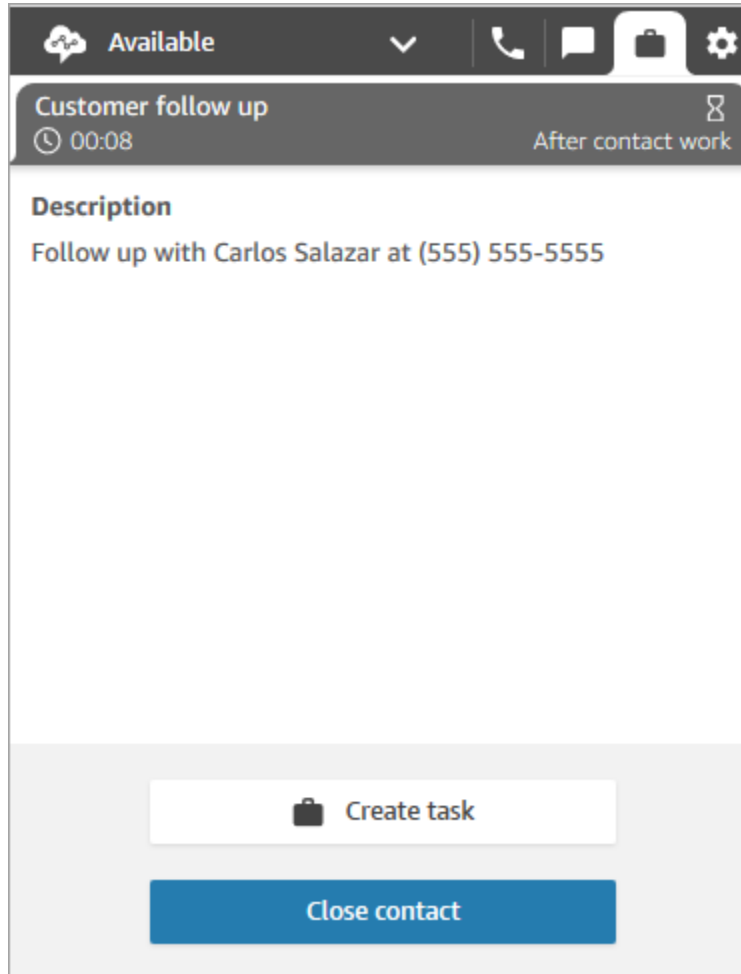 Available
Customer follow up
00:08
After contact work
Description
Follow up with Carlos Salazar at (555) 555-5555
Create task
Close contact